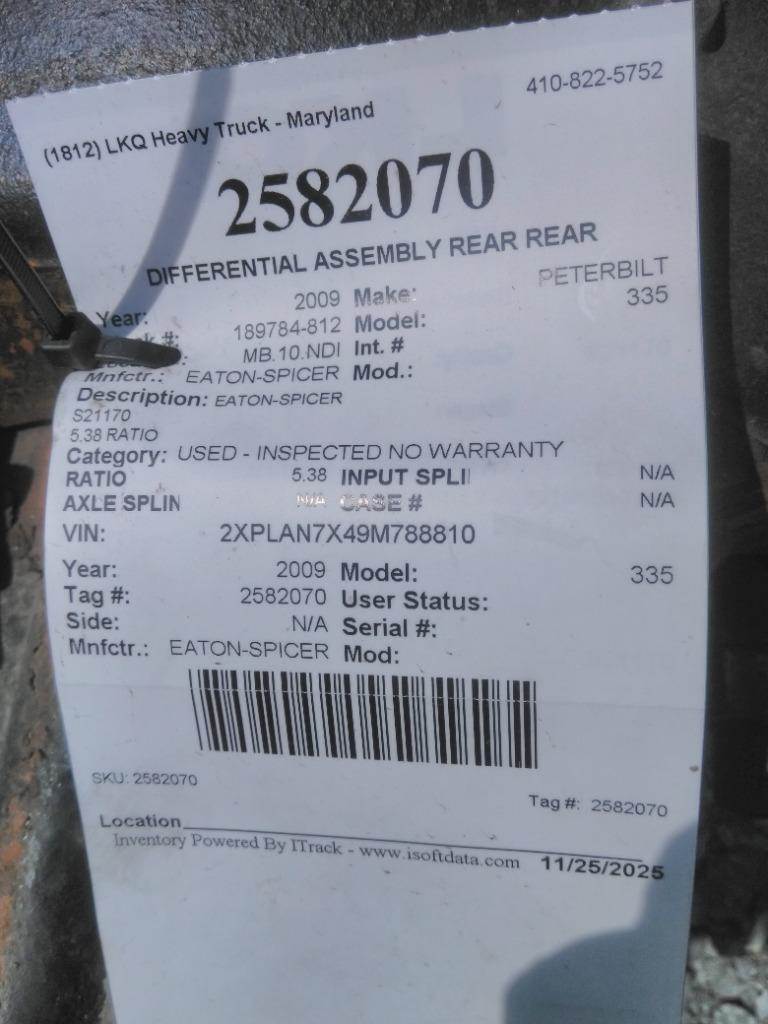 (1812) LKQ Heavy Truck - Maryland 410-822-5752
2582070
DIFFERENTIAL ASSEMBLY REAR REAR
Year: 2009 Make: PETERBILT
#: 189784-812 Model: 335
MB.10.NDI Int. #
Mnfctr.: EATON-SPICER Mod.:
Description: EATON-SPICER
S21170
5.38 RATIO
Category: USED - INSPECTED NO WARRANTY
RATIO 5.38 INPUT SPLI N/A
AXLE SPLIN N/A CASE # N/A
VIN: 2XPLAN7X49M788810
Year: 2009 Model: 335
Tag #: 2582070 User Status:
Side: N/A Serial #:
Mnfctr.: EATON-SPICER Mod:
SKU: 2582070
Tag #: 2582070
Location
Inventory Powered By ITrack - www.isoftdata.com 11/25/2025